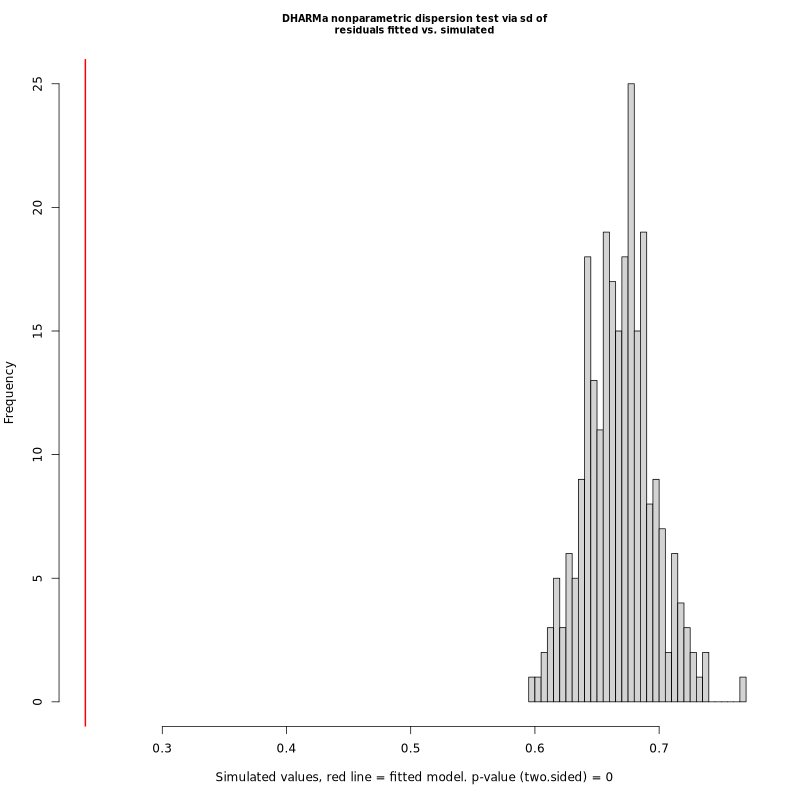 DHARMa nonparametric dispersion test via sd of
residuals fitted vs. simulated
25
20
15
10
5
0
Frequency
0.3 0.4 0.5 0.6 0.7
Simulated values, red line = fitted model. p-value (two.sided) = 0